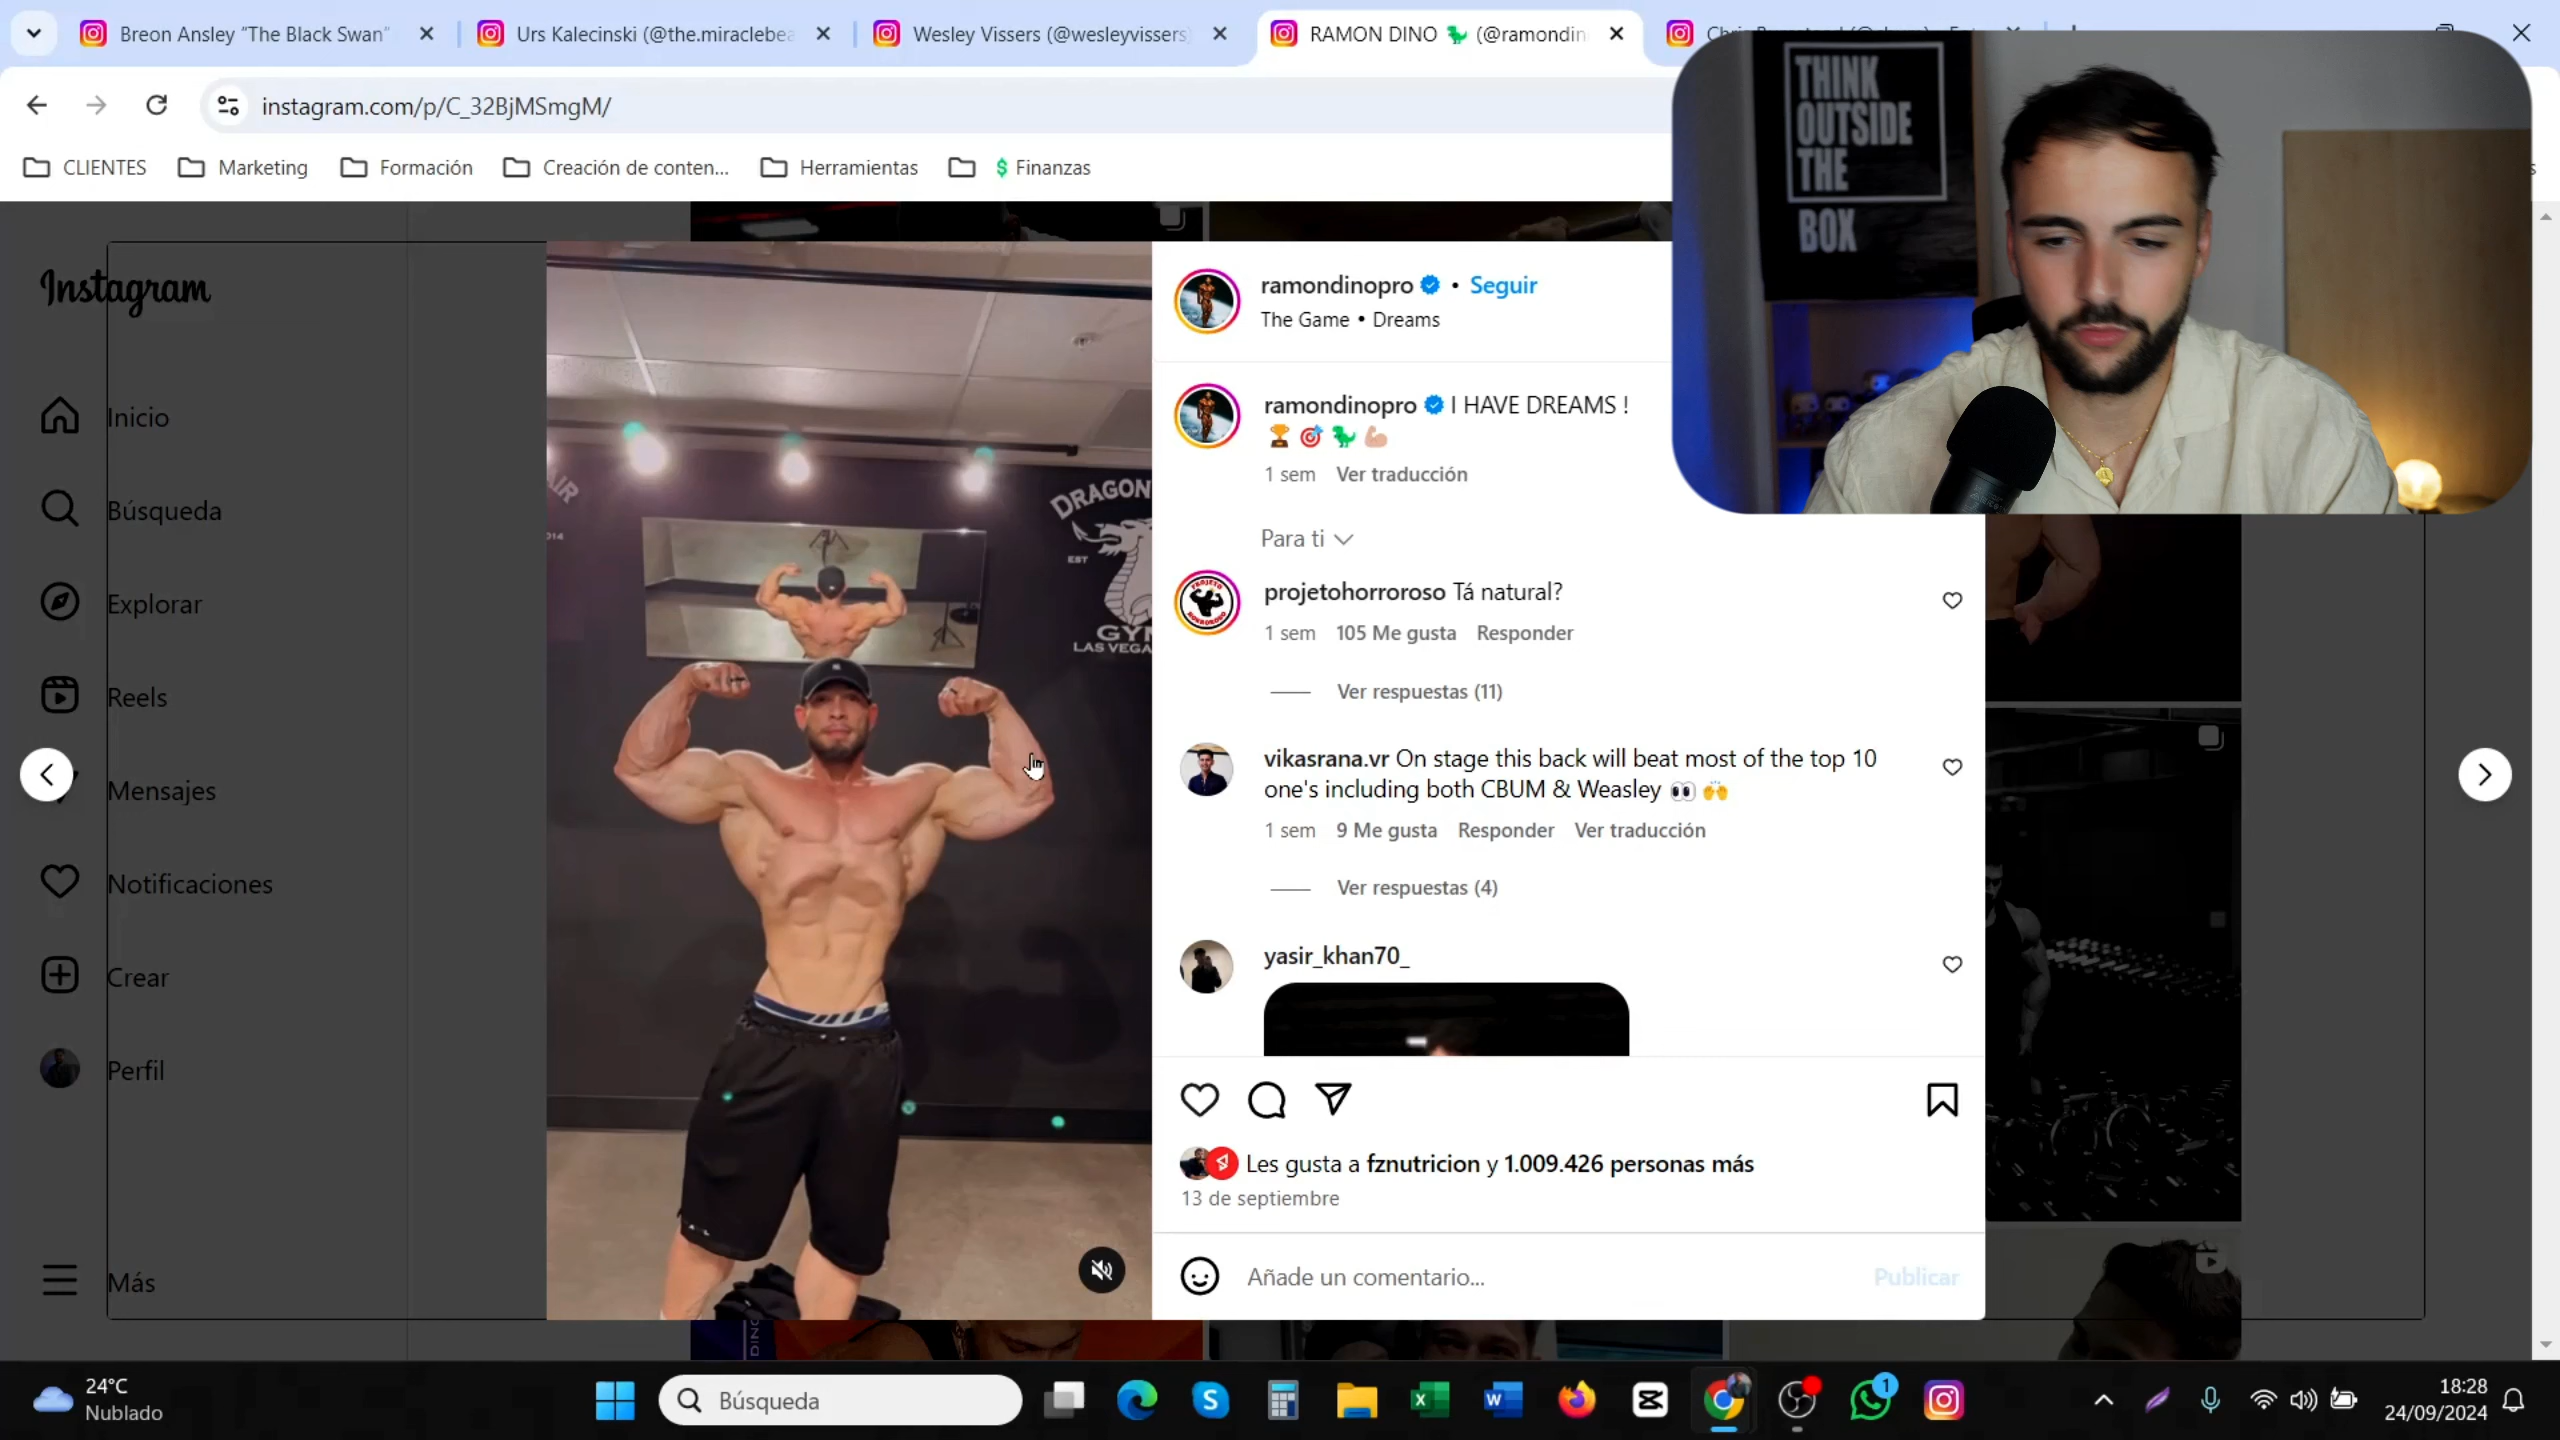 Breon Ansley “The Black Swan”
Urs Kalecinski (@the.miraclebea
Wesley Vissers (@wesleyvissers
RAMON DINO 🦖 (@ramondin
instagram.com/p/C_32BjMSmgM/
CLIENTES
Marketing
Formación
Creación de conten...
Herramientas
$ Finanzas
THINK
OUTSIDE
THE
BOX
Instagram
Inicio
Búsqueda
Explorar
Reels
Mensajes
Notificaciones
Crear
Perfil
Más
DRAGON
EST
GYM
LAS VEGA
ramondinopro • Seguir
The Game • Dreams
ramondinopro I HAVE DREAMS !
🏆 🎯 🦖 💪🏼
1 sem Ver traducción
Para ti
projetohorroroso Tá natural?
1 sem 105 Me gusta Responder
Ver respuestas (11)
vikasrana.vr On stage this back will beat most of the top 10
one's including both CBUM & Weasley 👀 🙌
1 sem 9 Me gusta Responder Ver traducción
Ver respuestas (4)
yasir_khan70_
Les gusta a fznutricion y 1.009.426 personas más
13 de septiembre
Añade un comentario...
Publicar
24°C
Nublado
Búsqueda
1
18:28
24/09/2024